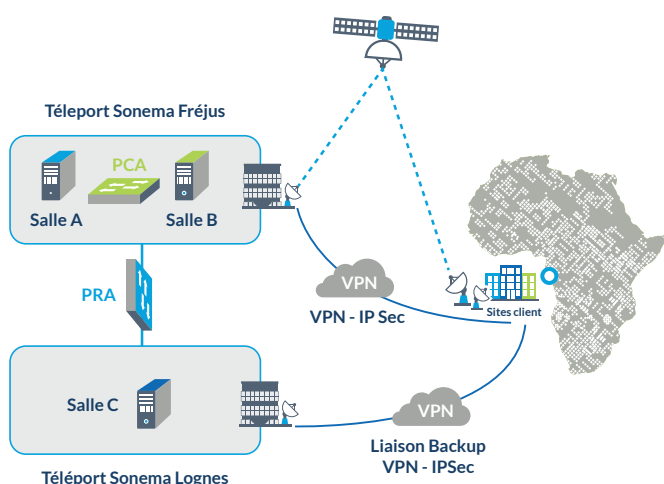 Téleport Sonema Fréjus
PCA
Salle A
Salle B
PRA
VPN
VPN - IP Sec
Sites client
Salle C
VPN
Liaison Backup
VPN - IPSec
Téléport Sonema Lognes